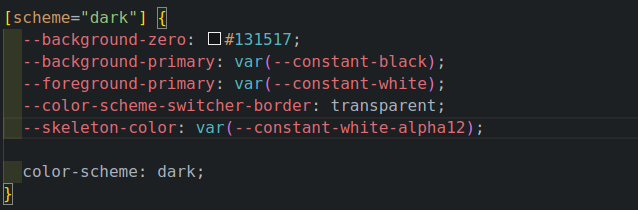 [scheme="dark"] {
  --background-zero: #131517;
  --background-primary: var(--constant-black);
  --foreground-primary: var(--constant-white);
  --color-scheme-switcher-border: transparent;
  --skeleton-color: var(--constant-white-alpha12);

  color-scheme: dark;
}